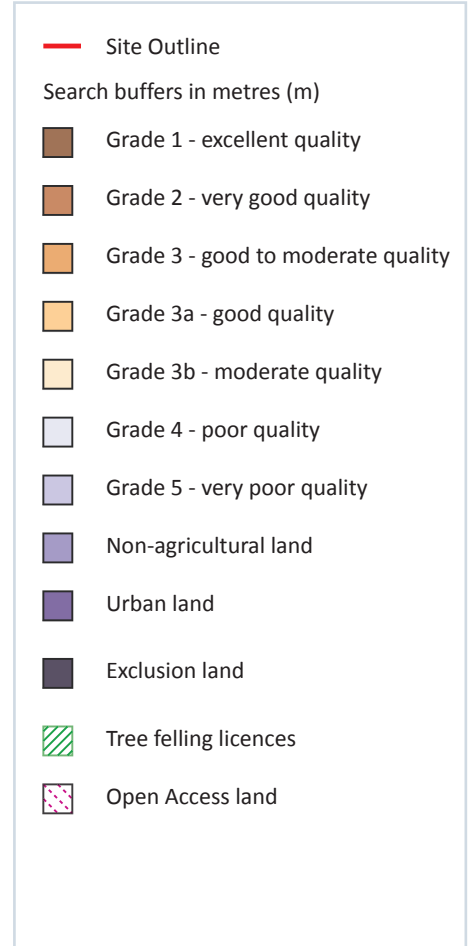 Site Outline
Search buffers in metres (m)
Grade 1 - excellent quality
Grade 2 - very good quality
Grade 3 - good to moderate quality
Grade 3a - good quality
Grade 3b - moderate quality
Grade 4 - poor quality
Grade 5 - very poor quality
Non-agricultural land
Urban land
Exclusion land
Tree felling licences
Open Access land